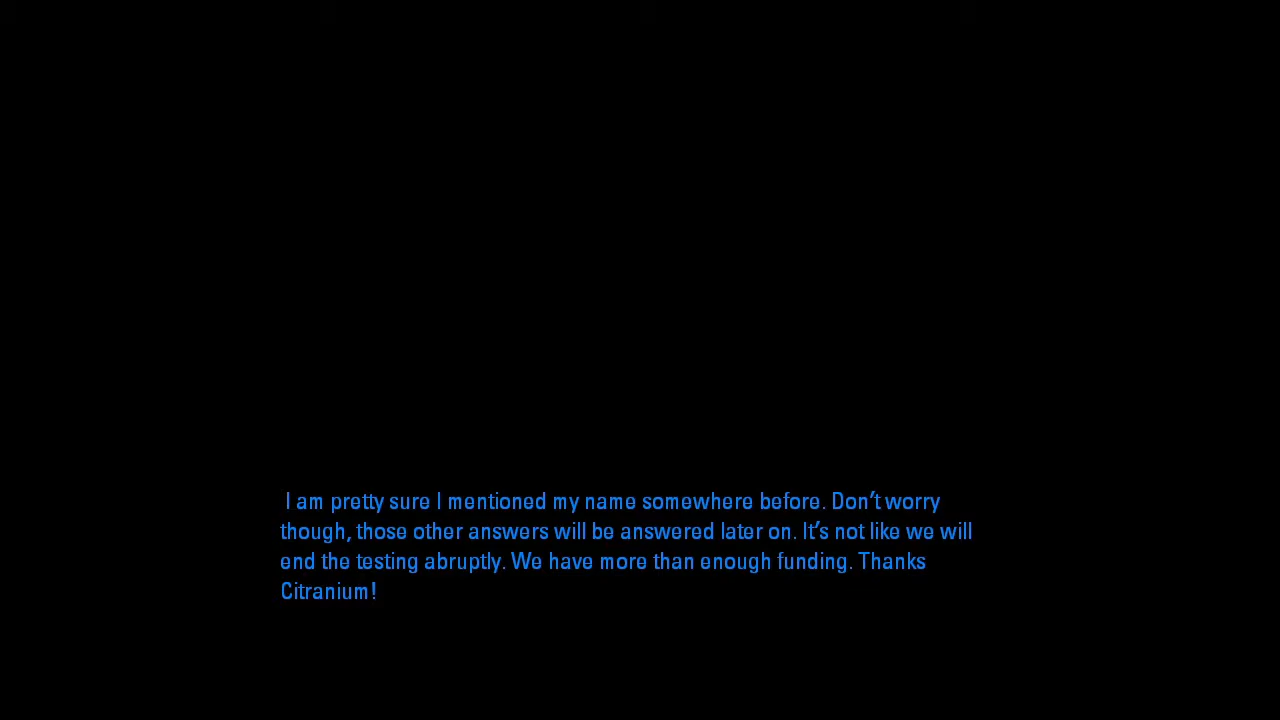 I am pretty sure I mentioned my name somewhere before. Don't worry
though, those other answers will be answered later on. It's not like we will
end the testing abruptly. We have more than enough funding. Thanks
Citranium!